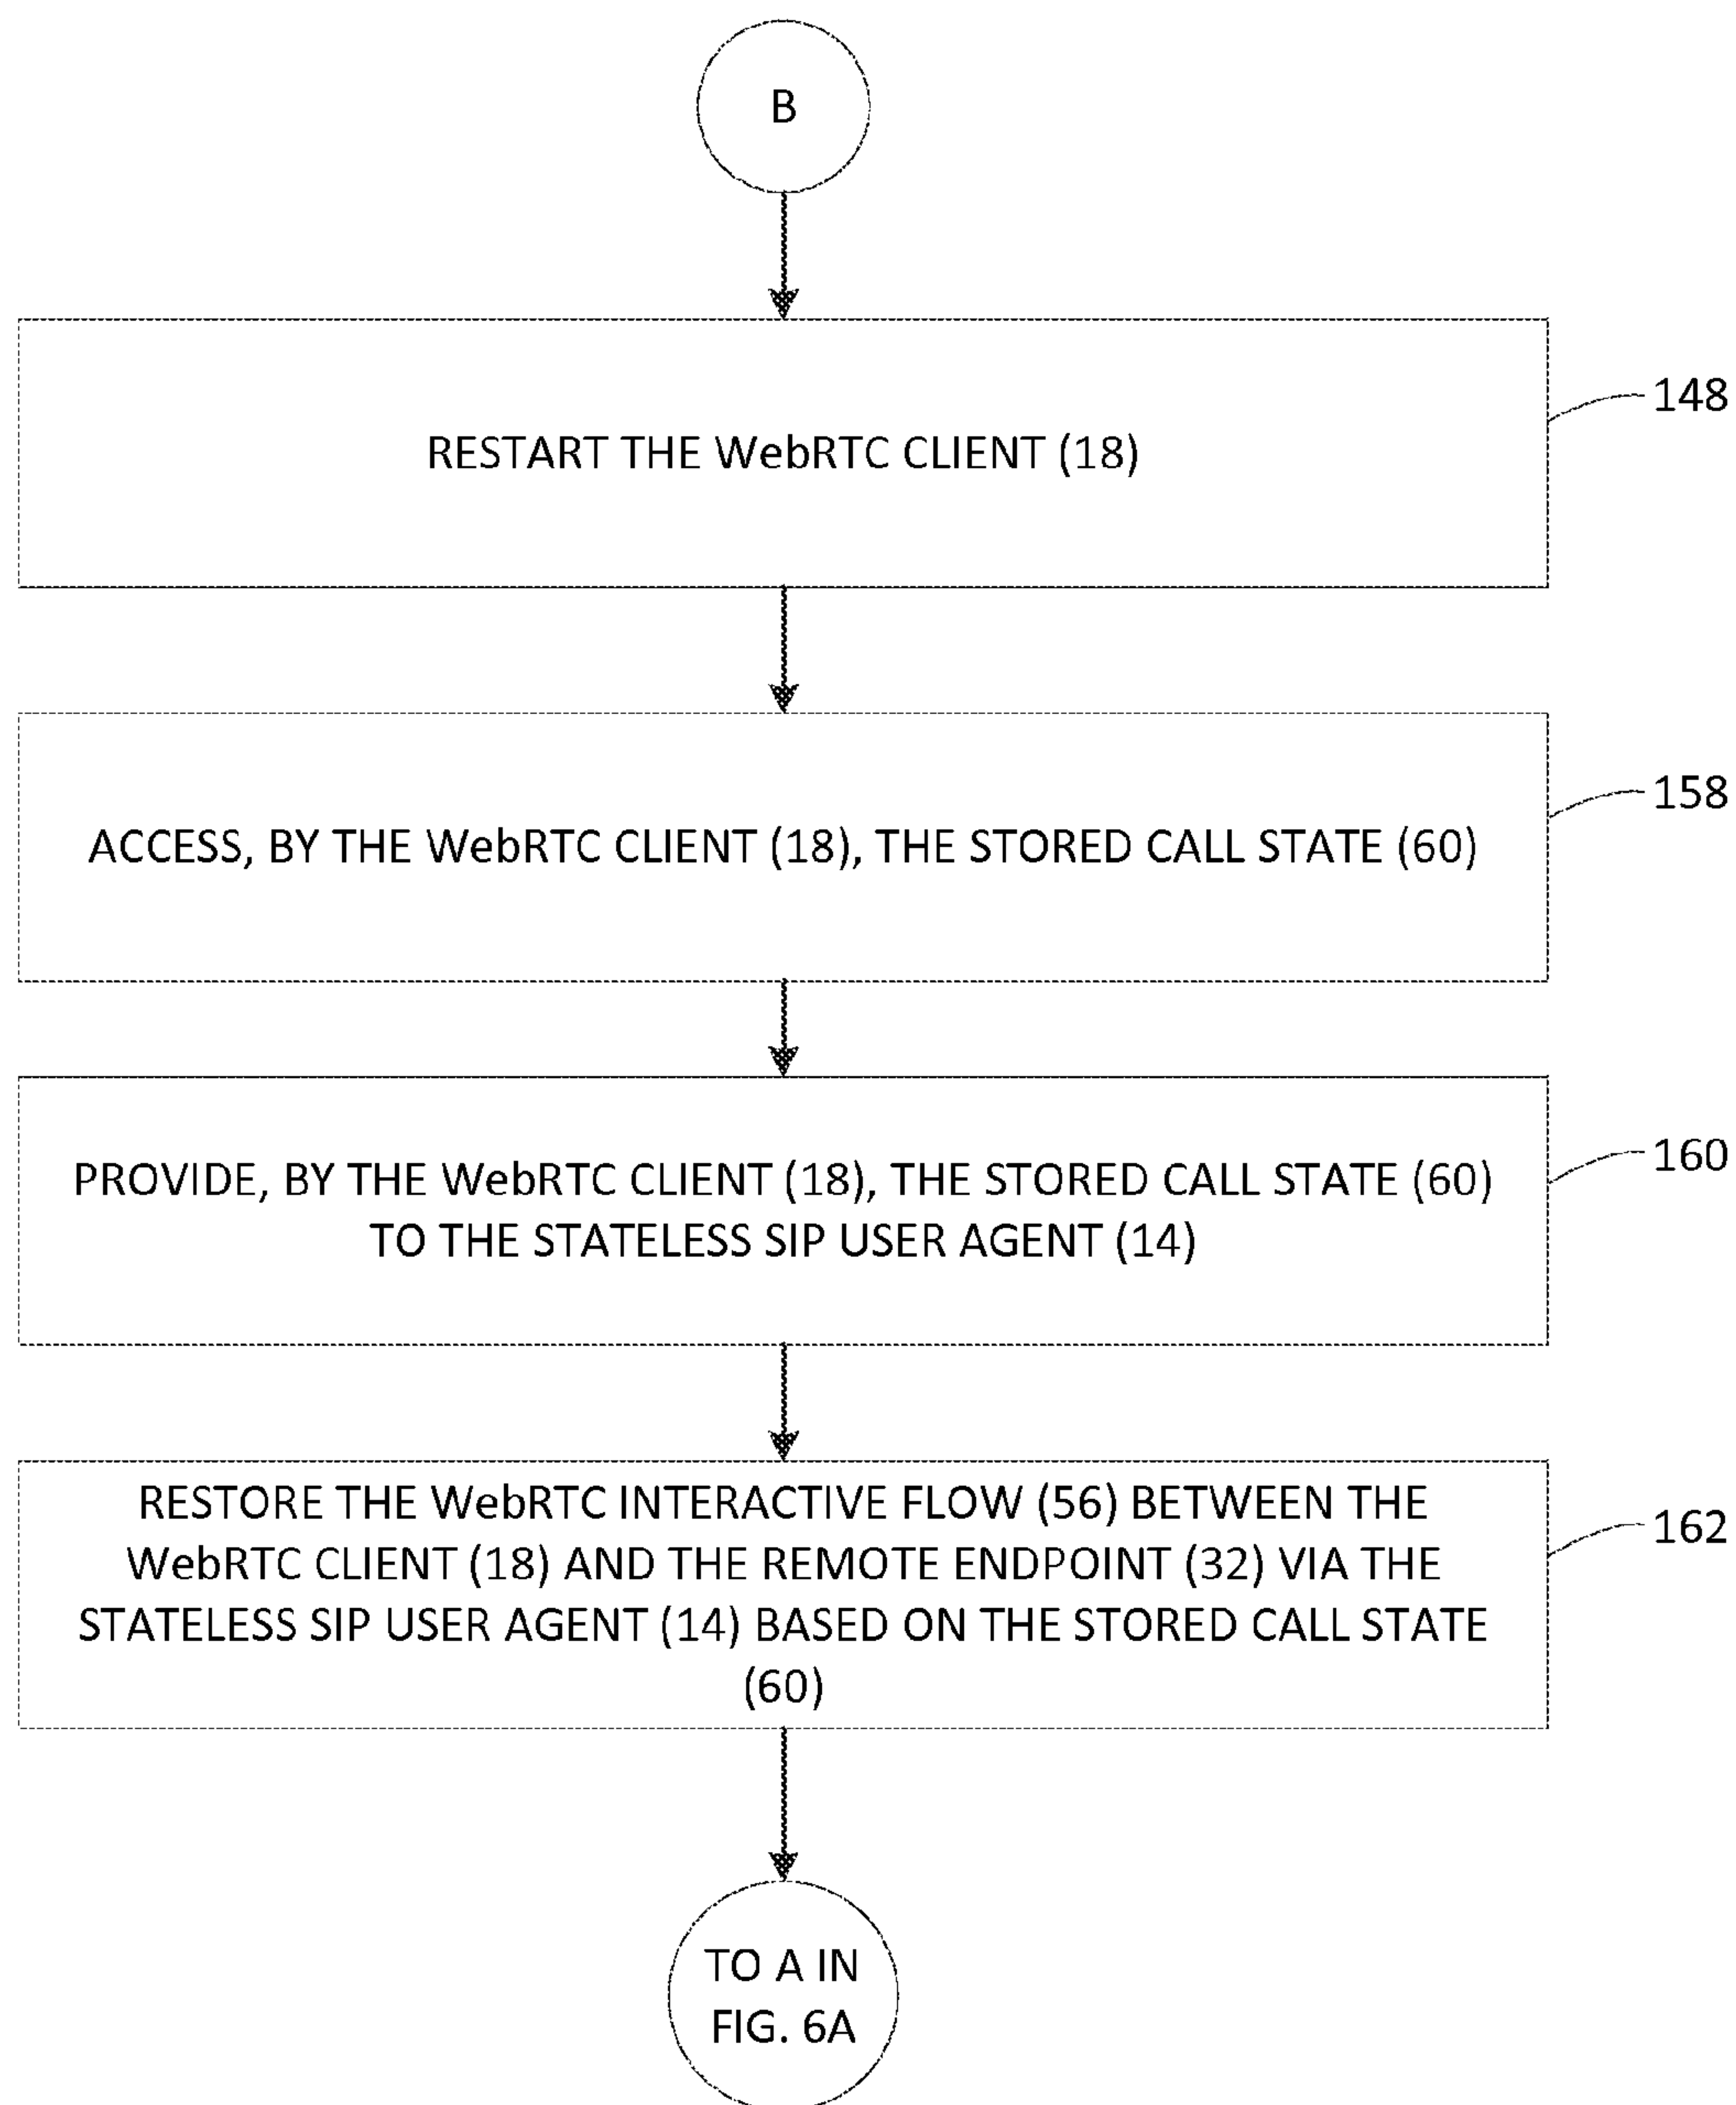 B
RESTART THE WebRTC CLIENT (18)
148
ACCESS, BY THE WebRTC CLIENT (18), THE STORED CALL STATE (60)
158
PROVIDE, BY THE WebRTC CLIENT (18), THE STORED CALL STATE (60)
TO THE STATELESS SIP USER AGENT (14)
160
RESTORE THE WebRTC INTERACTIVE FLOW (56) BETWEEN THE
WebRTC CLIENT (18) AND THE REMOTE ENDPOINT (32) VIA THE
STATELESS SIP USER AGENT (14) BASED ON THE STORED CALL STATE
(60)
162
TO A IN
FIG. 6A